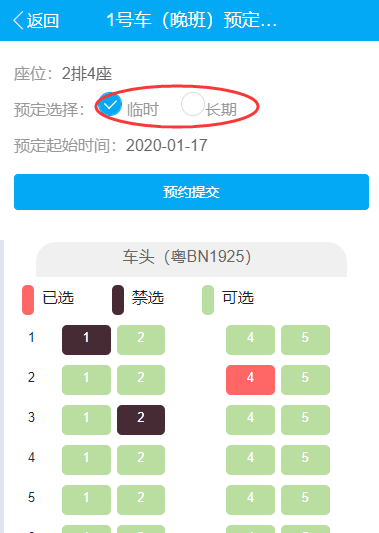 返回 1号车（晚班）预定...
座位：2排4座
预定选择： 临时 长期
预定起始时间：2020-01-17
预约提交
车头（粤BN1925）
已选 禁选 可选
1 1 2 4 5
2 1 2 4 5
3 1 2 4 5
4 1 2 4 5
5 1 2 4 5